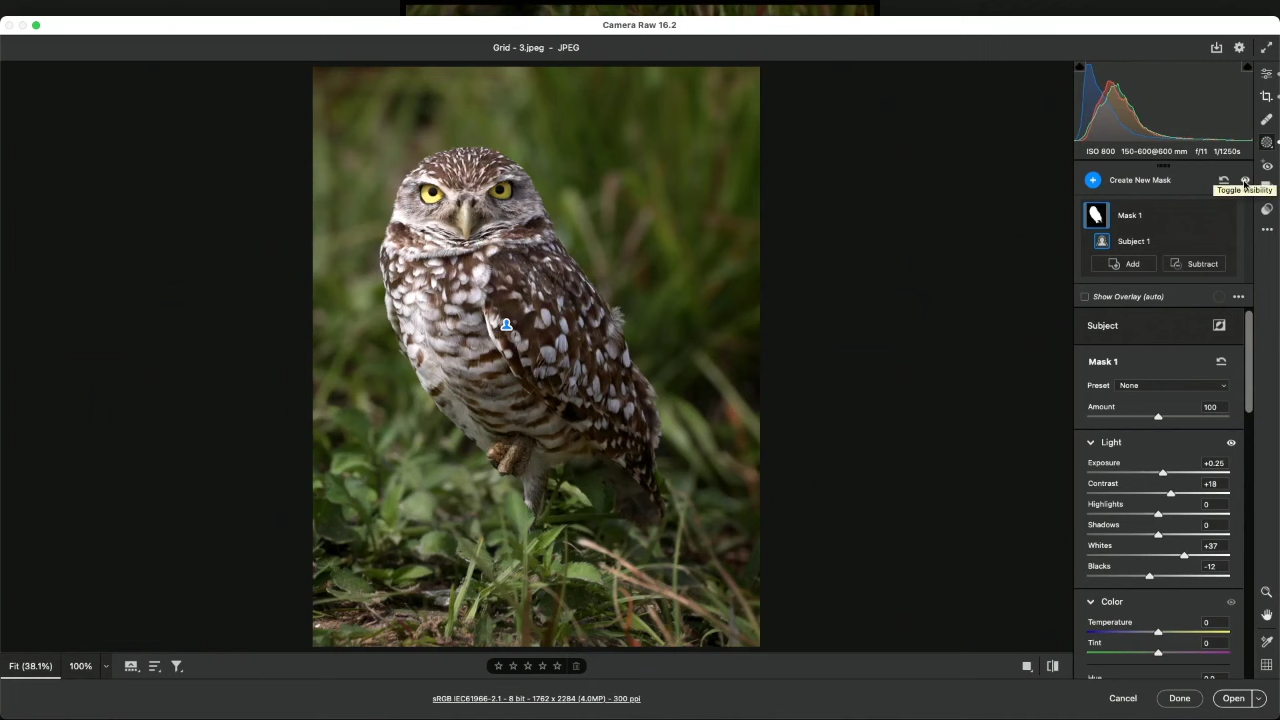 Camera Raw 16.2
Grid - 3.jpeg - JPEG
ISO 800 150-600@600 mm f/11 1/1250s
Create New Mask
Toggle Visibility
Mask 1
Subject 1
Add Subtract
Show Overlay (auto)
Subject
Mask 1
Preset None
Amount 100
Light
Exposure +0.25
Contrast +18
Highlights 0
Shadows 0
Whites +37
Blacks -12
Color
Temperature 0
Tint 0
Fit (38.1%) 100%
sRGB IEC61966-2.1 - 8 bit - 1762 x 2284 (4.0MP) - 300 ppi
Cancel Done Open